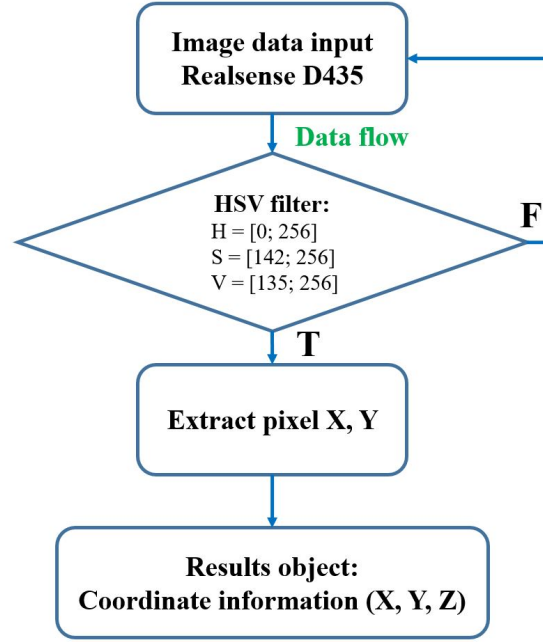 Image data input
Realsense D435
Data flow
HSV filter:
H = [0; 256]
S = [142; 256]
V = [135; 256]
F
T
Extract pixel X, Y
Results object:
Coordinate information (X, Y, Z)